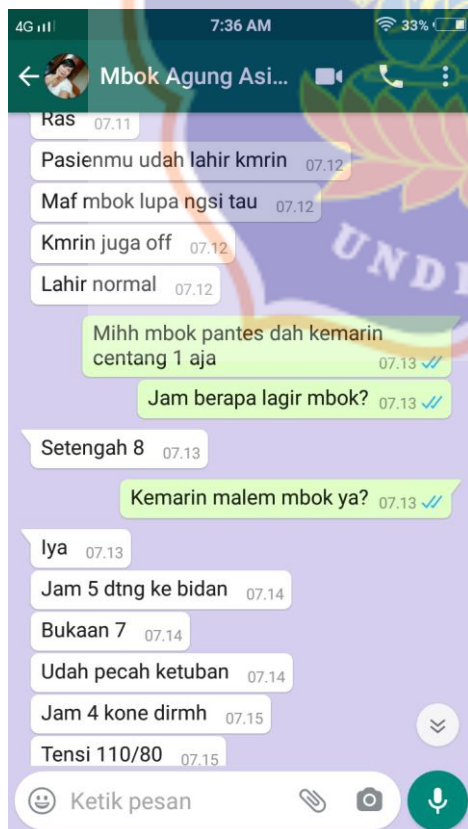 4G 7:36 AM 33%
Mbok Agung Asi...
Ras 07.11
Pasienmu udah lahir kmrin 07.12
Maf mbok lupa ngsi tau 07.12
Kmrin juga off 07.12
Lahir normal 07.12
Mihh mbok pantes dah kemarin
centang 1 aja 07.13
Jam berapa lagir mbok? 07.13
Setengah 8 07.13
Kemarin malem mbok ya? 07.13
Iya 07.13
Jam 5 dtng ke bidan 07.14
Bukaan 7 07.14
Udah pecah ketuban 07.14
Jam 4 kone dirmh 07.15
Tensi 110/80 07.15
Ketik pesan
UNDI